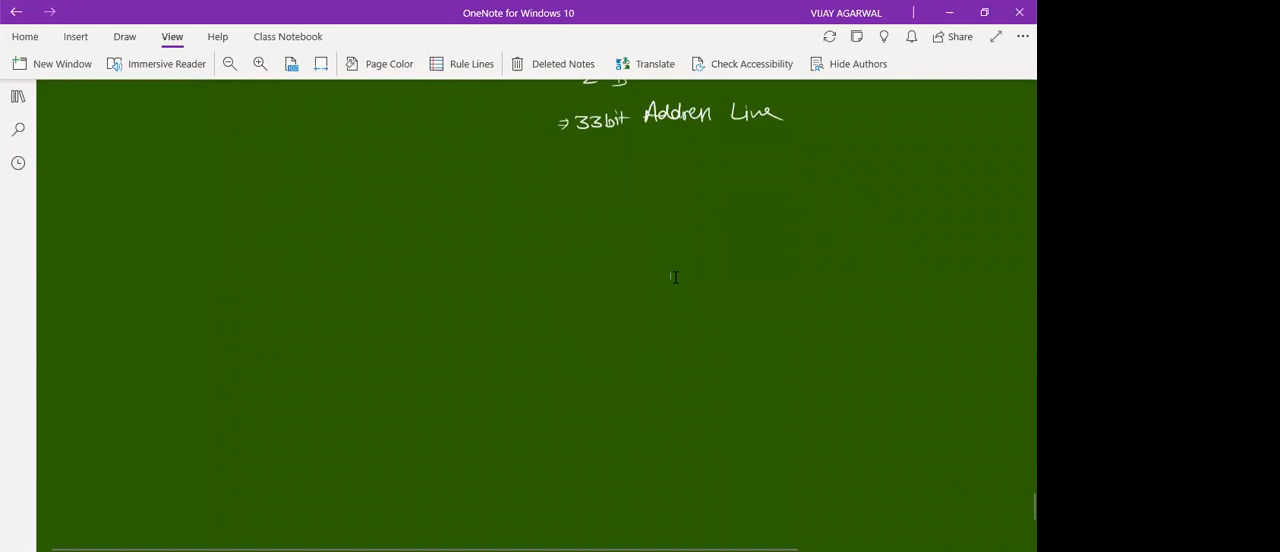 OneNote for Windows 10
VIJAY AGARWAL
Home Insert Draw View Help Class Notebook
Share
New Window Immersive Reader Page Color Rule Lines Deleted Notes Translate Check Accessibility Hide Authors
⇒ 33bit Address Line